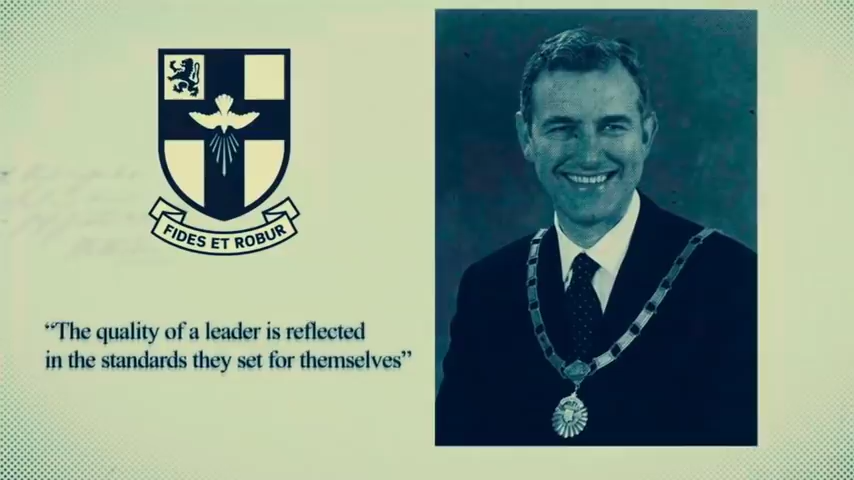 FIDES ET ROBUR
“The quality of a leader is reflected
in the standards they set for themselves”